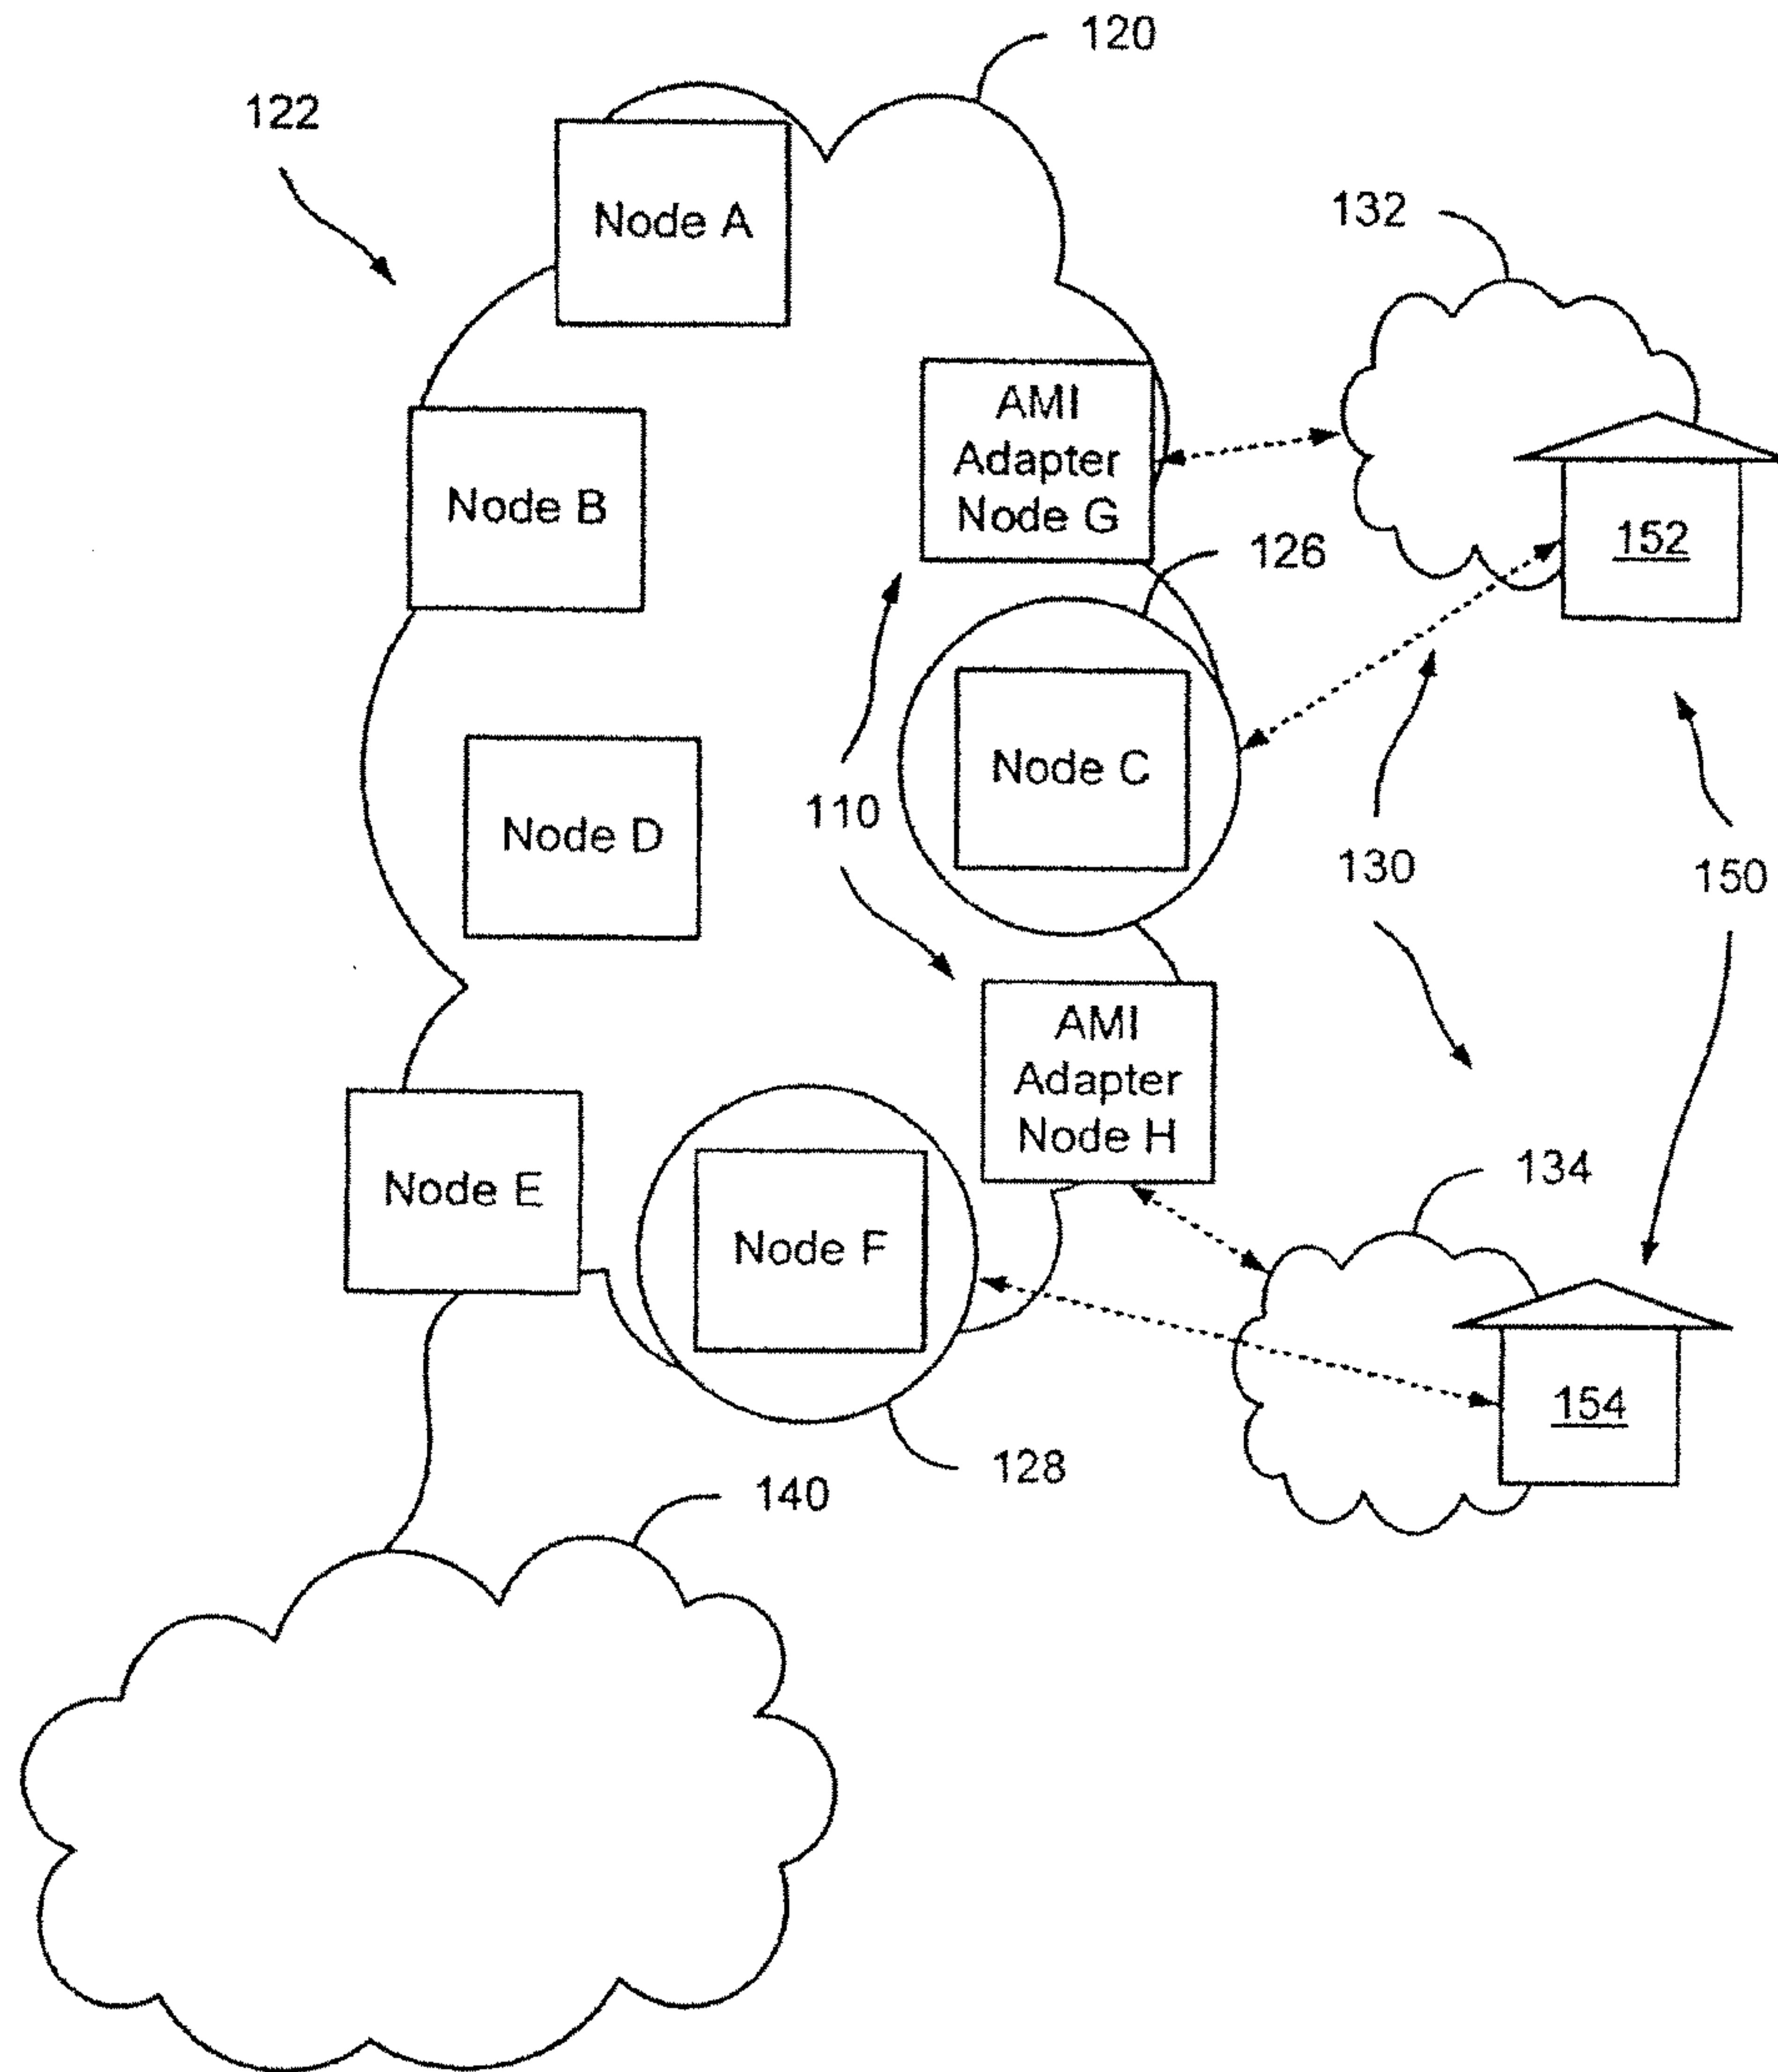 120
122
Node A
132
AMI
Adapter
Node G
Node B
126
152
Node C
110
Node D
130
150
AMI
Adapter
Node H
134
Node E
Node F
154
128
140